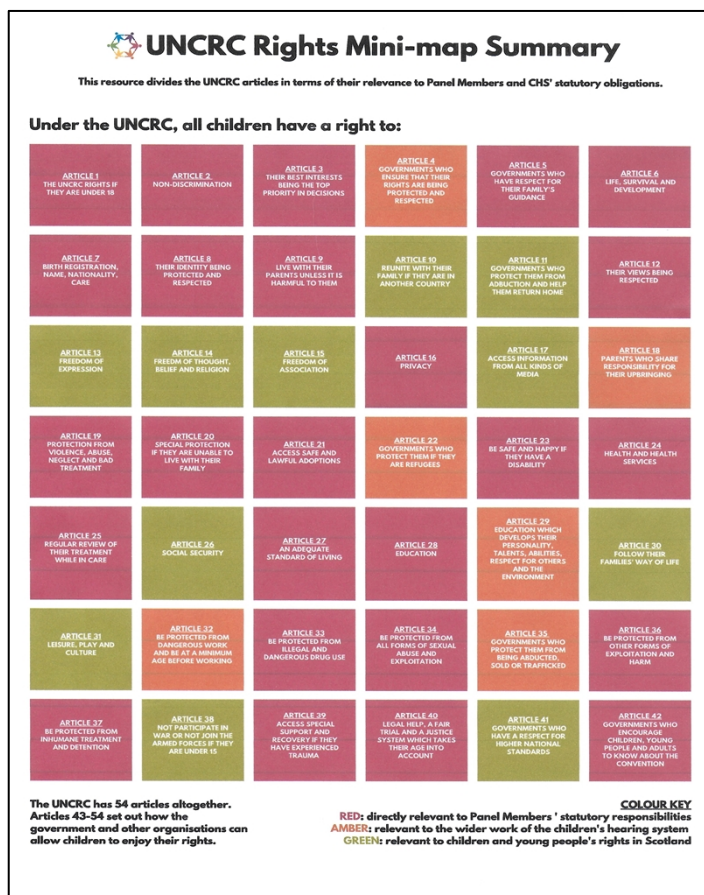 UNCRC Rights Mini-map Summary
This resource divides the UNCRC articles in terms of their relevance to Panel Members and CHS' statutory obligations.
Under the UNCRC, all children have a right to:
ARTICLE 1
THE UNCRC RIGHTS IF
THEY ARE UNDER 18
ARTICLE 2
NON-DISCRIMINATION
ARTICLE 3
THEIR BEST INTERESTS
BEING THE TOP
PRIORITY IN DECISIONS
ARTICLE 4
GOVERNMENTS WHO
ENSURE THAT THEIR
RIGHTS ARE BEING
PROTECTED AND
RESPECTED
ARTICLE 5
GOVERNMENTS WHO
HAVE RESPECT FOR
THEIR FAMILY'S
GUIDANCE
ARTICLE 6
LIFE, SURVIVAL AND
DEVELOPMENT
ARTICLE 7
BIRTH REGISTRATION,
NAME, NATIONALITY,
CARE
ARTICLE 8
THEIR IDENTITY BEING
PROTECTED AND
RESPECTED
ARTICLE 9
LIVE WITH THEIR
PARENTS UNLESS IT IS
HARMFUL TO THEM
ARTICLE 10
REUNITE WITH THEIR
FAMILY IF THEY ARE IN
ANOTHER COUNTRY
ARTICLE 11
GOVERNMENTS WHO
PROTECT THEM FROM
ADBUCTION AND HELP
THEM RETURN HOME
ARTICLE 12
THEIR VIEWS BEING
RESPECTED
ARTICLE 13
FREEDOM OF
EXPRESSION
ARTICLE 14
FREEDM OF THOUGHT,
BELIEF AND RELIGION
ARTICLE 15
FREEDOM OF
ASSOCIATION
ARTICLE 16
PRIVACY
ARTICLE 17
ACCESS INFORMATION
FROM ALL KINDS OF
MEDIA
ARTICLE 18
PARENTS WHO SHARE
RESPONSIBILITY FOR
THEIR UPBRINGING
ARTICLE 19
PROTECTION FROM
VIOLENCE, ABUSE,
NEGLECT AND BAD
TREATMENT
ARTICLE 20
SPECIAL PROTECTION
IF THEY ARE UNABLE TO
LIVE WITH THEIR
FAMILY
ARTICLE 21
ACCESS SAFE AND
LAWFUL ADOPTIONS
ARTICLE 22
GOVERNMENTS WHO
PROTECT THEM IF THEY
ARE REFUGEES
ARTICLE 23
BE SAFE AND HAPPY IF
THEY HAVE A
DISABILITY
ARTICLE 24
HEALTH AND HEALTH
SERVICES
ARTICLE 25
REGULAR REVIEW OF
THEIR TREATMENT
WHILE IN CARE
ARTICLE 26
SOCIAL SECURITY
ARTICLE 27
AN ADEQUATE
STANDARD OF LIVING
ARTICLE 28
EDUCATION
ARTICLE 29
EDUCATION WHICH
DEVELOPS THEIR
PERSONALITY,
TALENTS, ABILITIES,
RESPECT FOR OTHERS
AND THE
ENVIRONMENT
ARTICLE 30
FOLLOW THEIR
FAMILIES' WAY OF LIFE
ARTICLE 31
LEISURE, PLAY AND
CULTURE
ARTICLE 32
BE PROTECTED FROM
DANGEROUS WORK
AND BE AT A MINIMUM
AGE BEFORE WORKING
ARTICLE 33
BE PROTECTED FROM
ILLEGAL AND
DANGEROUS DRUG USE
ARTICLE 34
BE PROTECTED FROM
ALL FORMS OF SEXUAL
ABUSE AND
EXPLOITATION
ARTICLE 35
GOVERNMENTS WHO
PROTECT THEM FROM
BEING ABDUCTED,
SOLD OR TRAFFICKED
ARTICLE 36
BE PROTECTED FROM
OTHER FORMS OF
EXPLOITATION AND
HARM
ARTICLE 37
BE PROTECTED FROM
INHUMANE TREATMENT
AND DETENTION
ARTICLE 38
NOT PARTICIPATE IN
WAR OR NOT JOIN THE
ARMED FORCES IF THEY
ARE UNDER 15
ARTICLE 39
ACCESS SPECIAL
SUPPORT AND
RECOVERY IF THEY
HAVE EXPERIENCED
TRAUMA
ARTICLE 40
LEGAL HELP, A FAIR
TRIAL AND A JUSTICE
SYSTEM WHICH TAKES
THEIR AGE INTO
ACCOUNT
ARTICLE 41
GOVERNMENTS WHO
HAVE A RESPECT FOR
HIGHER NATIONAL
STANDARDS
ARTICLE 42
GOVERNMENTS WHO
ENCOURAGE
CHILDREN, YOUNG
PEOPLE AND ADULTS
TO KNOW ABOUT THE
CONVENTION
The UNCRC has 54 articles altogether.
Articles 43-54 set out how the
government and other organisations can
allow children to enjoy their rights.
COLOUR KEY
RED: directly relevant to Panel Members ' statutory responsibilities
AMBER: relevant to the wider work of the children's hearing system
GREEN: relevant to children and young people's rights in Scotland